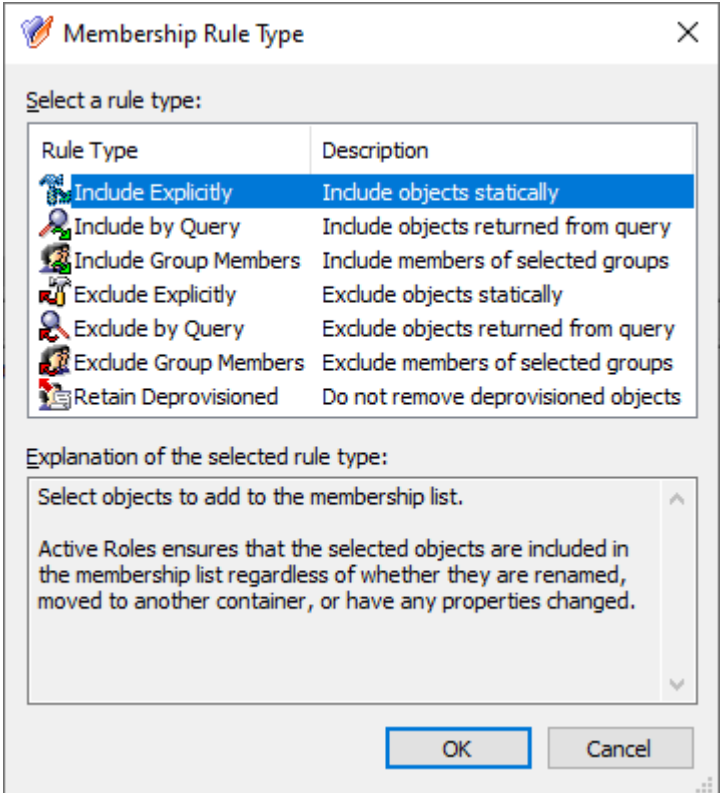 Membership Rule Type
Select a rule type:
Rule Type Description
Include Explicitly Include objects statically
Include by Query Include objects returned from query
Include Group Members Include members of selected groups
Exclude Explicitly Exclude objects statically
Exclude by Query Exclude objects returned from query
Exclude Group Members Exclude members of selected groups
Retain Deprovisioned Do not remove deprovisioned objects
Explanation of the selected rule type:
Select objects to add to the membership list.
Active Roles ensures that the selected objects are included in
the membership list regardless of whether they are renamed,
moved to another container, or have any properties changed.
OK Cancel